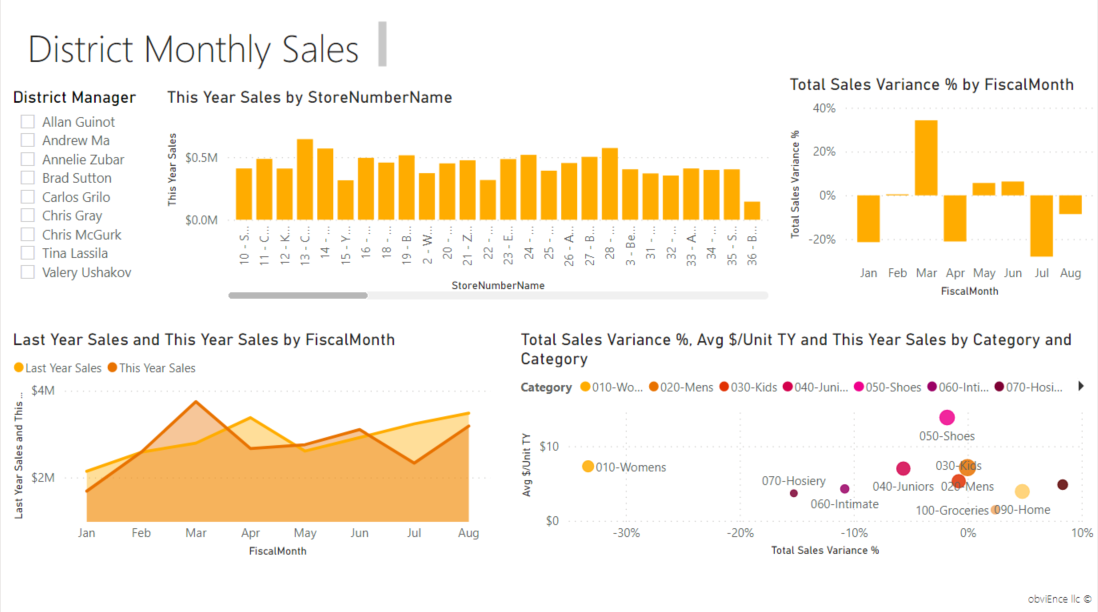 District Monthly Sales
District Manager
Allan Guinot
Andrew Ma
Annelie Zubar
Brad Sutton
Carlos Grilo
Chris Gray
Chris McGurk
Tina Lassila
Valery Ushakov
This Year Sales by StoreNumberName
This Year Sales
$0.5M
$0.0M
10 - S...
11 - C...
12 - K...
13 - C...
14 - ...
15 - Y...
16 - ...
18 - ...
19 - B...
2 - W...
20 - ...
21 - Z...
22 - ...
23 - E...
24 - ...
25 - ...
26 - A...
27 - B...
28 - ...
3 - Be...
31 - ...
32 - ...
33 - A...
34 - ...
35 - S...
36 - B...
StoreNumberName
Total Sales Variance % by FiscalMonth
Total Sales Variance %
40%
20%
0%
-20%
Jan Feb Mar Apr May Jun Jul Aug
FiscalMonth
Last Year Sales and This Year Sales by FiscalMonth
Last Year Sales This Year Sales
Last Year Sales and This ...
$4M
$2M
Jan Feb Mar Apr May Jun Jul Aug
FiscalMonth
Total Sales Variance %, Avg $/Unit TY and This Year Sales by Category and
Category
Category 010-Wo... 020-Mens 030-Kids 040-Juni... 050-Shoes 060-Inti... 070-Hosi...
Avg $/Unit TY
$10
$0
050-Shoes
010-Womens
030-Kids
070-Hosiery
040-Juniors
020-Mens
060-Intimate
100-Groceries
090-Home
-30% -20% -10% 0% 10%
Total Sales Variance %
obviEnce llc ©